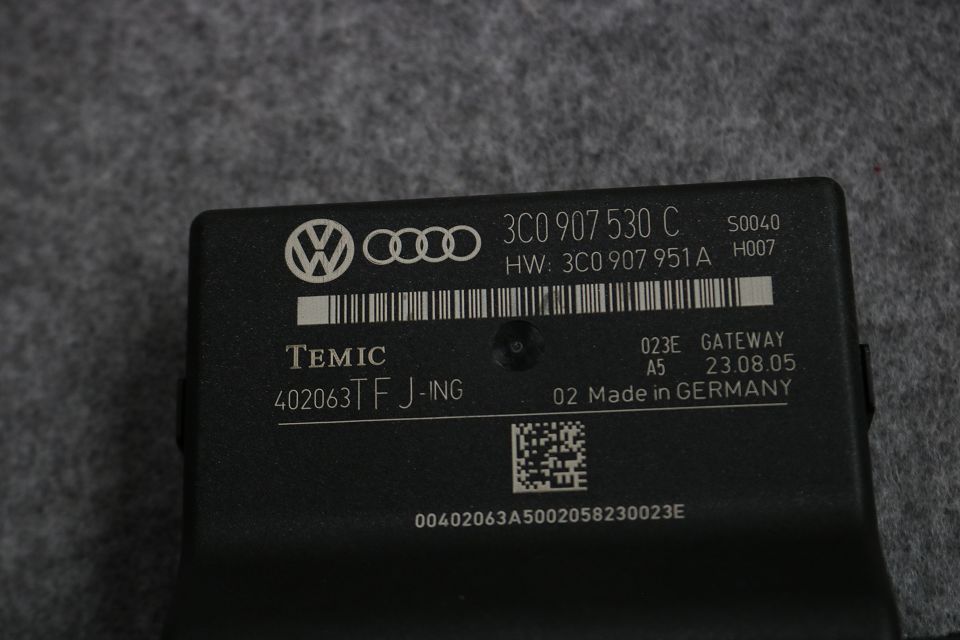 3C0 907 530 C S0040
HW: 3C0 907 951 A H007
TEMIC 023E GATEWAY
A5 23.08.05
402063TFJ-ING 02 Made in GERMANY
00402063A5002058230023E